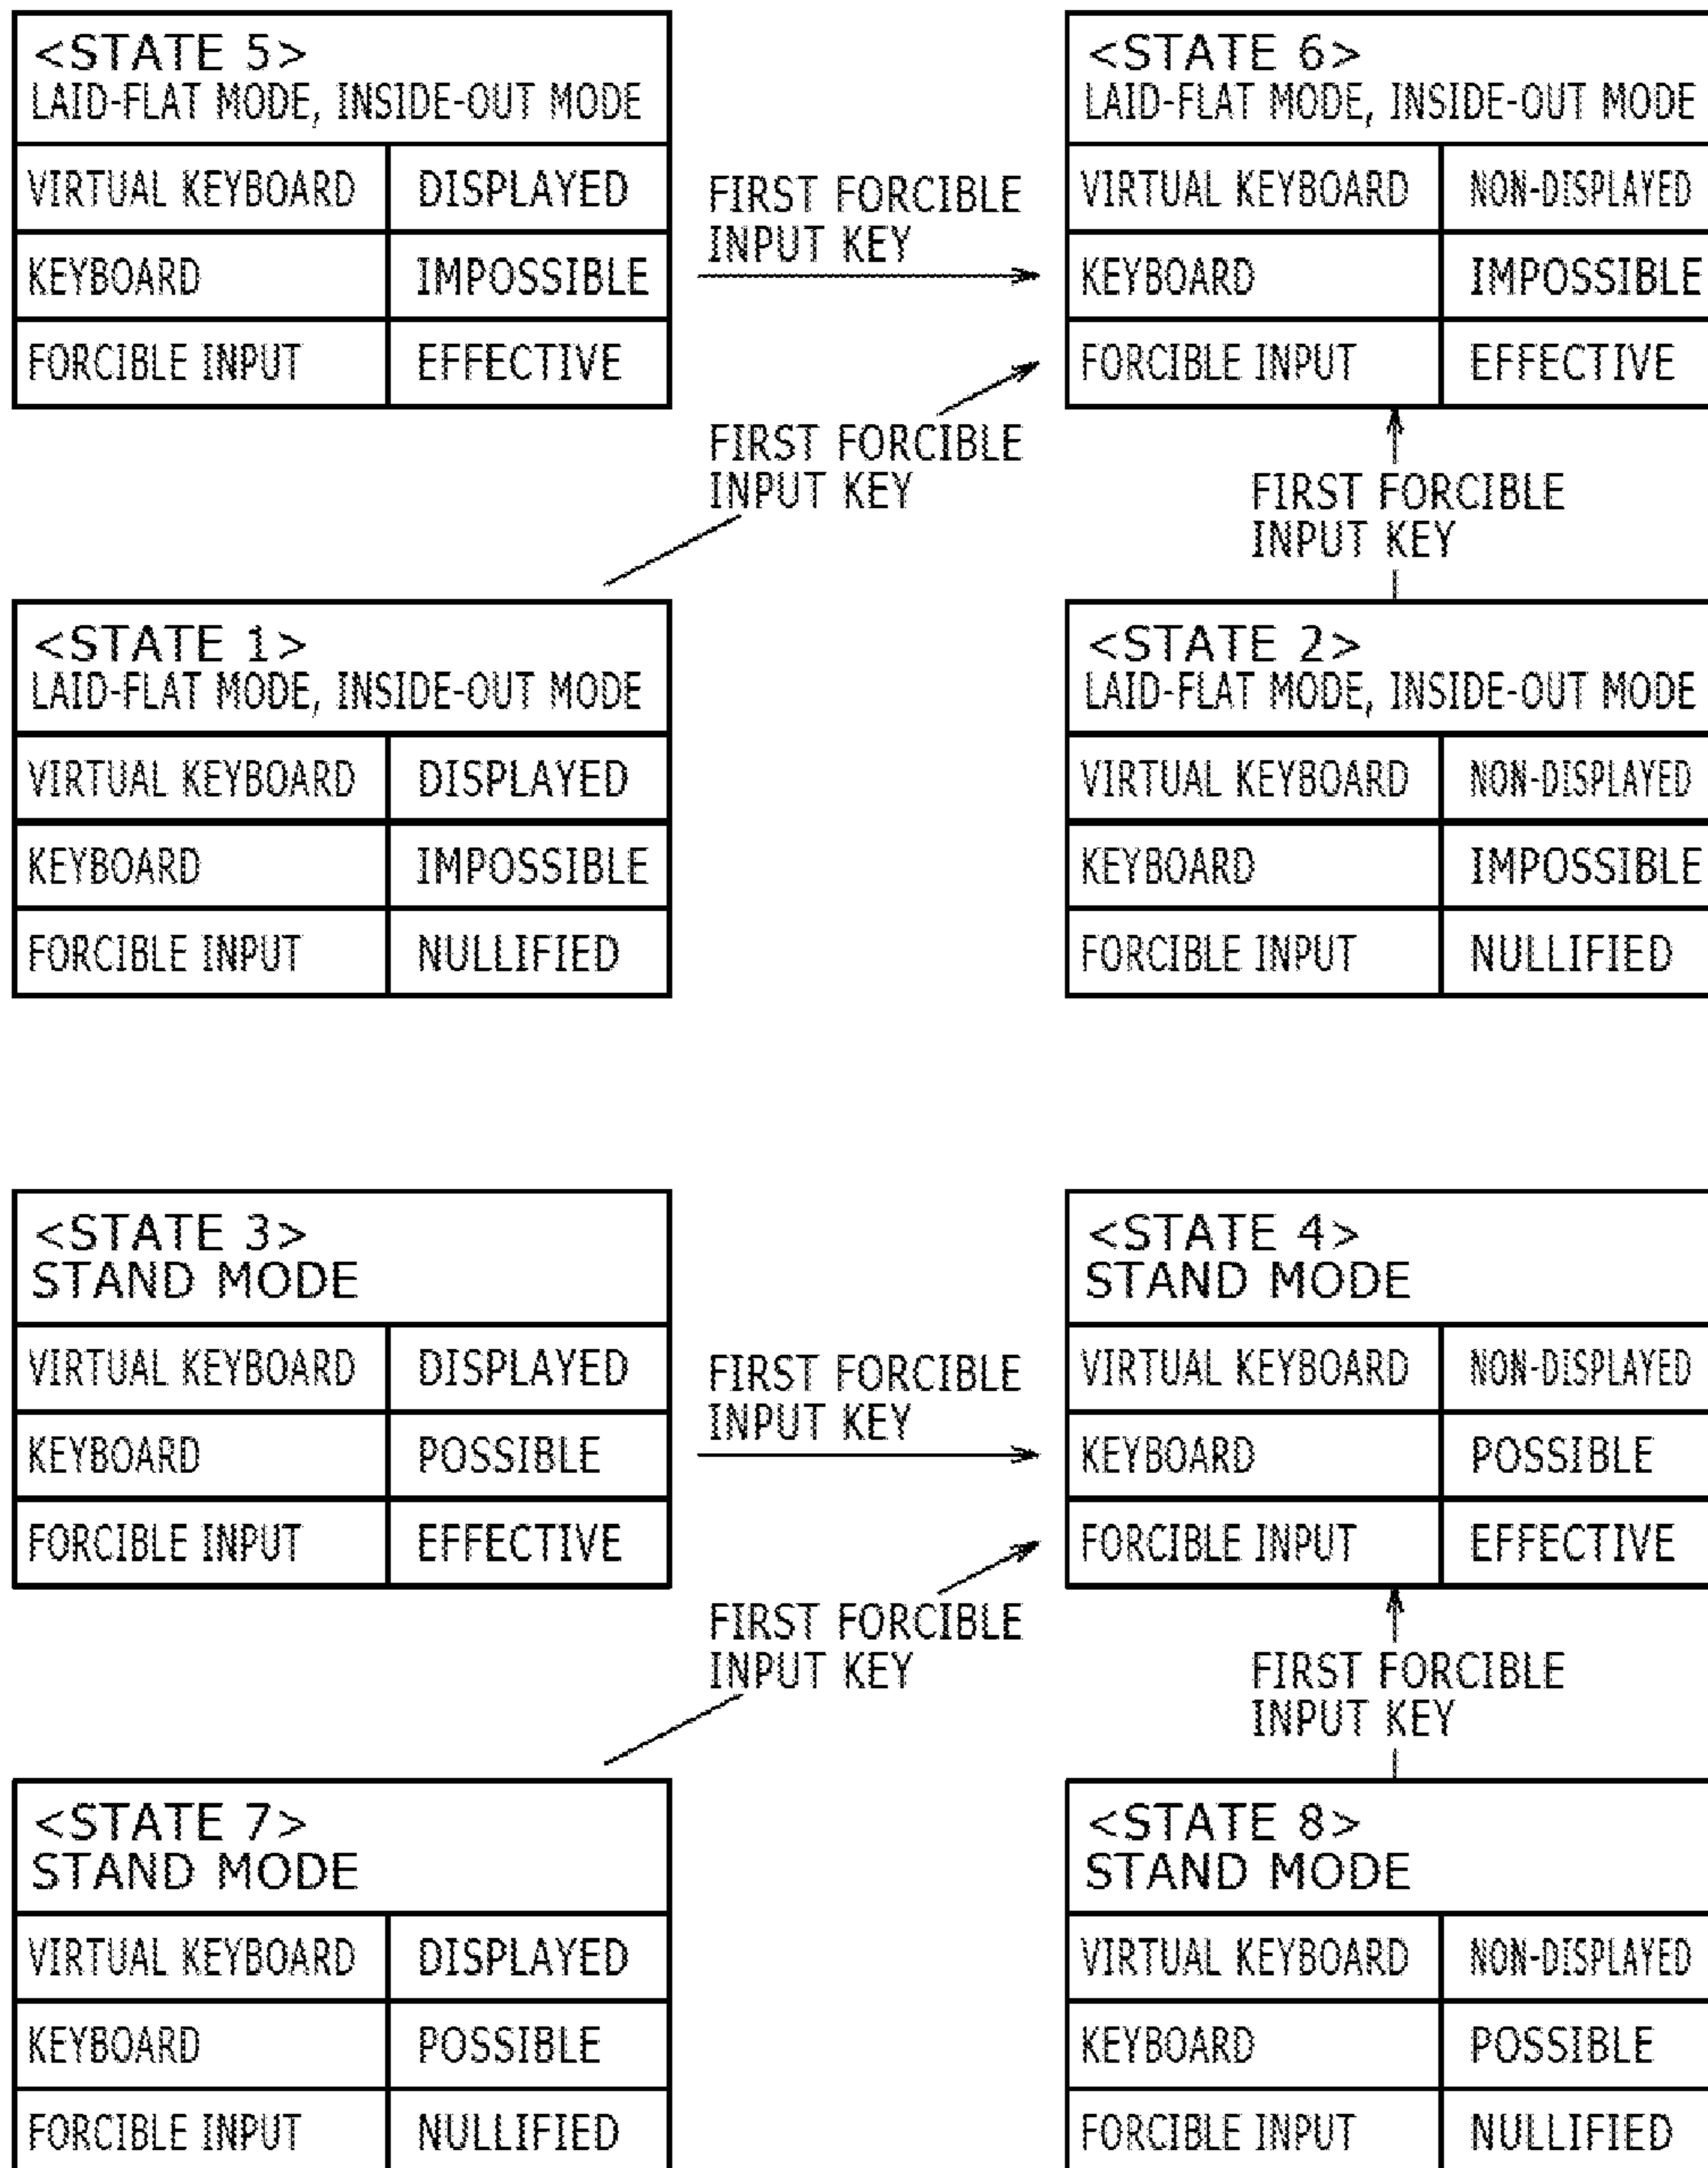 <STATE 5>
LAID-FLAT MODE, INSIDE-OUT MODE
VIRTUAL KEYBOARD DISPLAYED
KEYBOARD IMPOSSIBLE
FORCIBLE INPUT EFFECTIVE
FIRST FORCIBLE
INPUT KEY
<STATE 6>
LAID-FLAT MODE, INSIDE-OUT MODE
VIRTUAL KEYBOARD NON-DISPLAYED
KEYBOARD IMPOSSIBLE
FORCIBLE INPUT EFFECTIVE
FIRST FORCIBLE
INPUT KEY
FIRST FORCIBLE
INPUT KEY
<STATE 1>
LAID-FLAT MODE, INSIDE-OUT MODE
VIRTUAL KEYBOARD DISPLAYED
KEYBOARD IMPOSSIBLE
FORCIBLE INPUT NULLIFIED
<STATE 2>
LAID-FLAT MODE, INSIDE-OUT MODE
VIRTUAL KEYBOARD NON-DISPLAYED
KEYBOARD IMPOSSIBLE
FORCIBLE INPUT NULLIFIED
<STATE 3>
STAND MODE
VIRTUAL KEYBOARD DISPLAYED
KEYBOARD POSSIBLE
FORCIBLE INPUT EFFECTIVE
FIRST FORCIBLE
INPUT KEY
<STATE 4>
STAND MODE
VIRTUAL KEYBOARD NON-DISPLAYED
KEYBOARD POSSIBLE
FORCIBLE INPUT EFFECTIVE
FIRST FORCIBLE
INPUT KEY
FIRST FORCIBLE
INPUT KEY
<STATE 7>
STAND MODE
VIRTUAL KEYBOARD DISPLAYED
KEYBOARD POSSIBLE
FORCIBLE INPUT NULLIFIED
<STATE 8>
STAND MODE
VIRTUAL KEYBOARD NON-DISPLAYED
KEYBOARD POSSIBLE
FORCIBLE INPUT NULLIFIED